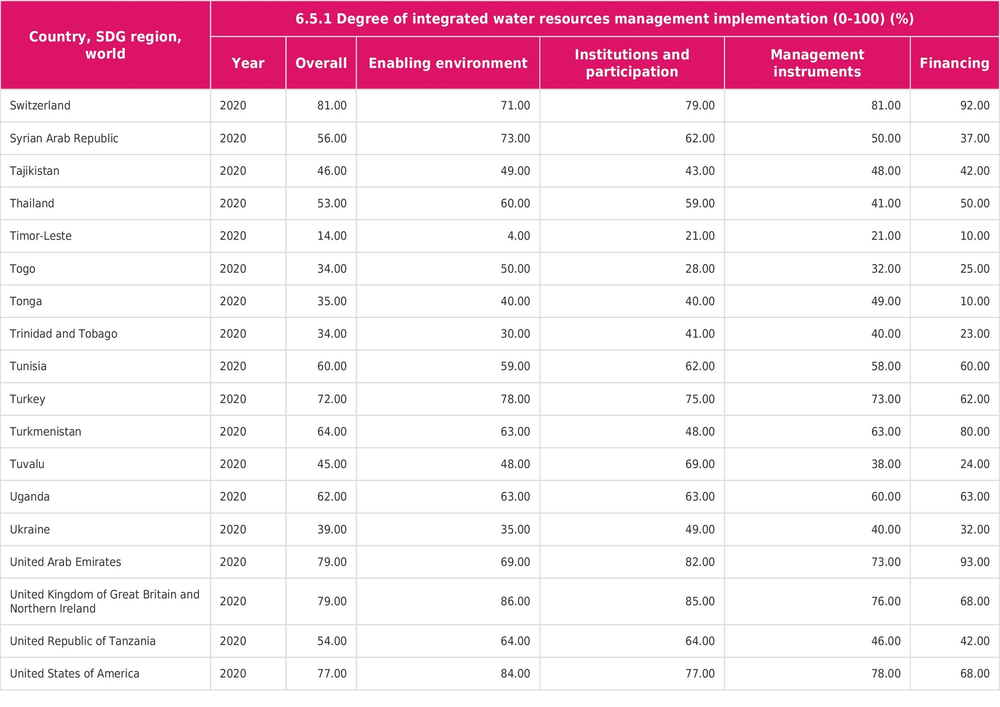 Country, SDG region,
world
6.5.1 Degree of integrated water resources management implementation (0-100) (%)
Year Overall Enabling environment Institutions and participation Management instruments Financing
Switzerland 2020 81.00 71.00 79.00 81.00 92.00
Syrian Arab Republic 2020 56.00 73.00 62.00 50.00 37.00
Tajikistan 2020 46.00 49.00 43.00 48.00 42.00
Thailand 2020 53.00 60.00 59.00 41.00 50.00
Timor-Leste 2020 14.00 4.00 21.00 21.00 10.00
Togo 2020 34.00 50.00 28.00 32.00 25.00
Tonga 2020 35.00 40.00 40.00 49.00 10.00
Trinidad and Tobago 2020 34.00 30.00 41.00 40.00 23.00
Tunisia 2020 60.00 59.00 62.00 58.00 60.00
Turkey 2020 72.00 78.00 75.00 73.00 62.00
Turkmenistan 2020 64.00 63.00 48.00 63.00 80.00
Tuvalu 2020 45.00 48.00 69.00 38.00 24.00
Uganda 2020 62.00 63.00 63.00 60.00 63.00
Ukraine 2020 39.00 35.00 49.00 40.00 32.00
United Arab Emirates 2020 79.00 69.00 82.00 73.00 93.00
United Kingdom of Great Britain and
Northern Ireland 2020 79.00 86.00 85.00 76.00 68.00
United Republic of Tanzania 2020 54.00 64.00 64.00 46.00 42.00
United States of America 2020 77.00 84.00 77.00 78.00 68.00